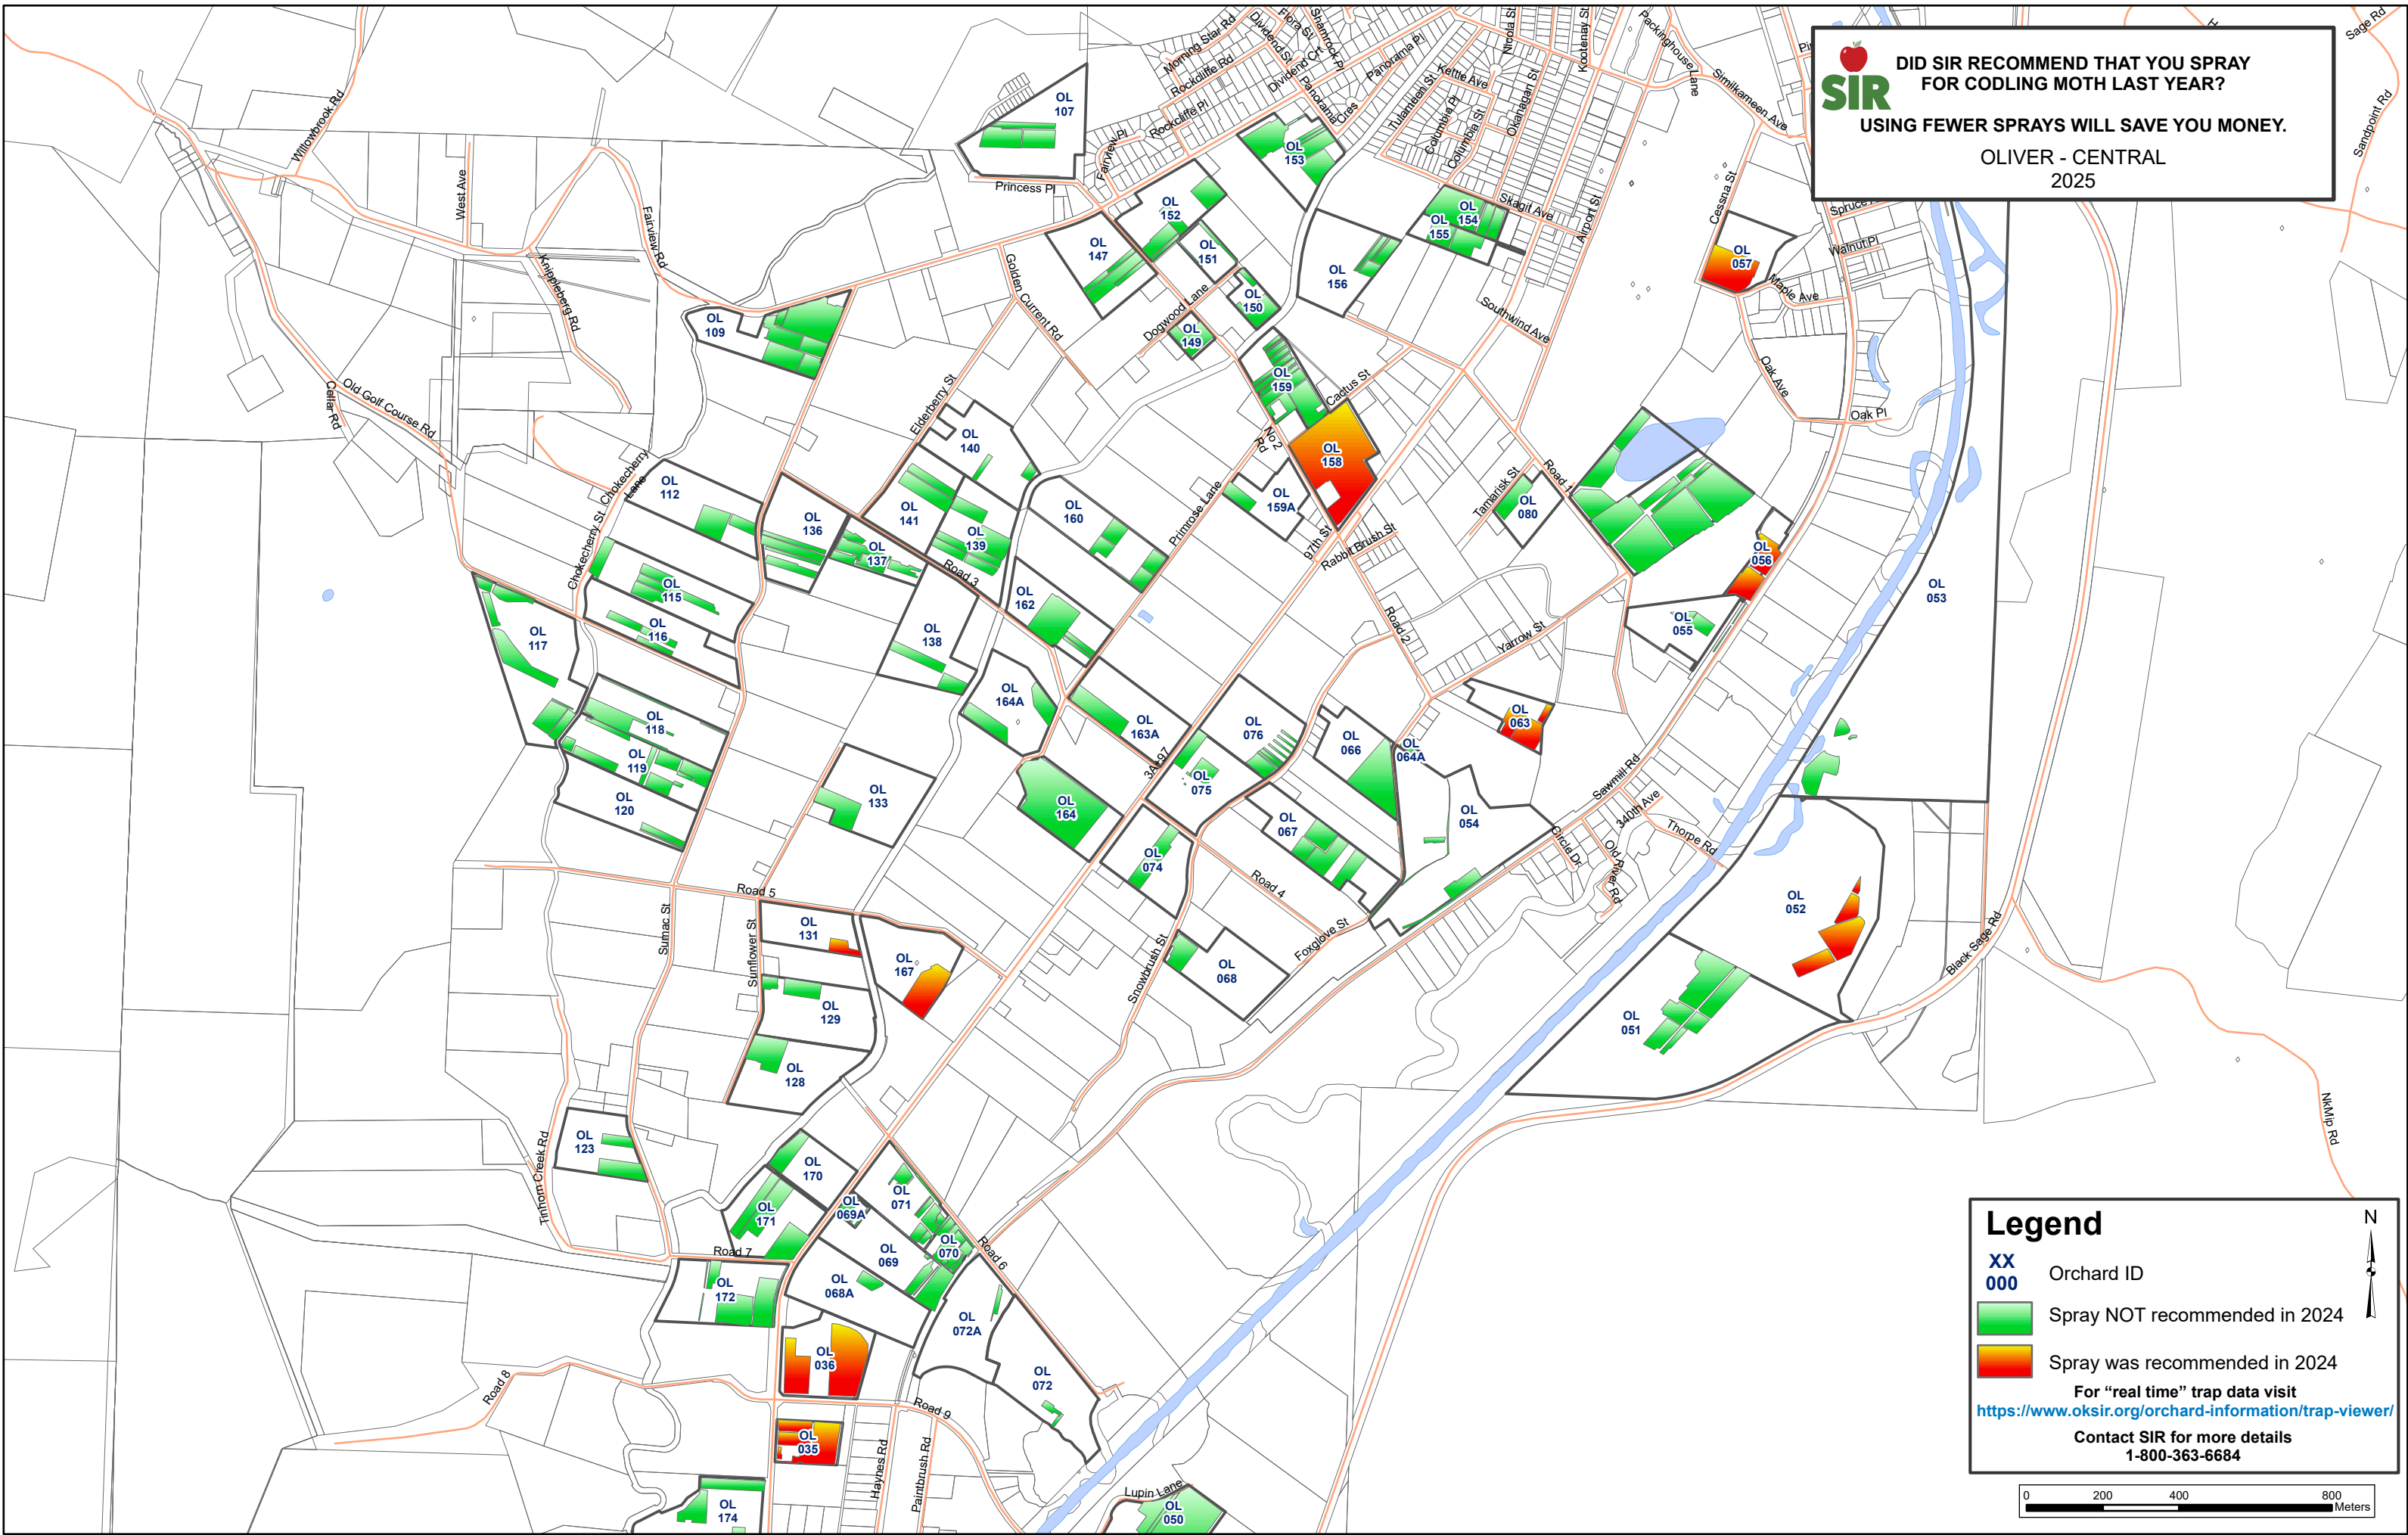 SIR
DID SIR RECOMMEND THAT YOU SPRAY
FOR CODLING MOTH LAST YEAR?
USING FEWER SPRAYS WILL SAVE YOU MONEY.
OLIVER - CENTRAL
2025
Morning Star Rd
Dividend St
Flora St
Shamrock Pl
Rockcliffe Rd
Dividend Crt
Panorama Pl
Panorama Cres
Rockcliffe Pl
Fairview Pl
Nicola St
Kootenay St
Kettle Ave
Tulameen St
Columbia Pl
Columbia St
Okanagan St
Skagit Ave
Airport St
Packinghouse Lane
Similkameen Ave
Cessna St
Walnut Pl
Maple Ave
Oak Ave
Oak Pl
Sage Rd
Sandpoint Rd
Willowbrook Rd
West Ave
Fairview Rd
Knippleberg Rd
Princess Pl
Golden Current Rd
Dogwood Lane
Southwind Ave
Cactus St
Elderberry St
Old Golf Course Rd
Cellar Rd
Chokecherry Lane
Chokecherry St
No 2 Rd
Primrose Lane
97th St
Rabbit Brush St
Tamarisk St
Road 1
Road 2
Road 3
Yarrow St
3A-97
Sawmill Rd
340th Ave
Thorpe Rd
Circle Dr
Old River Rd
Road 4
Foxglove St
Snowbrush St
Road 5
Sumac St
Sunflower St
Black Sage Rd
NkMip Rd
Tinhorn Creek Rd
Road 7
Road 6
Road 8
Road 9
Haynes Rd
Paintbrush Rd
Lupin Lane
OL 107
OL 153
OL 152
OL 154
OL 155
OL 147
OL 151
OL 156
OL 057
OL 150
OL 149
OL 109
OL 159
OL 140
OL 158
OL 112
OL 159A
OL 080
OL 141
OL 160
OL 136
OL 139
OL 137
OL 056
OL 053
OL 115
OL 162
OL 116
OL 117
OL 138
OL 055
OL 164A
OL 118
OL 163A
OL 076
OL 066
OL 064A
OL 063
OL 119
OL 075
OL 120
OL 133
OL 164
OL 067
OL 054
OL 074
OL 052
OL 131
OL 167
OL 068
OL 129
OL 051
OL 128
OL 123
OL 170
OL 071
OL 069A
OL 171
OL 069
OL 070
OL 172
OL 068A
OL 072A
OL 036
OL 072
OL 035
OL 174
OL 050
Legend
N
XX
000
Orchard ID
Spray NOT recommended in 2024
Spray was recommended in 2024
For “real time” trap data visit
https://www.oksir.org/orchard-information/trap-viewer/
Contact SIR for more details
1-800-363-6684
0 200 400 800
Meters